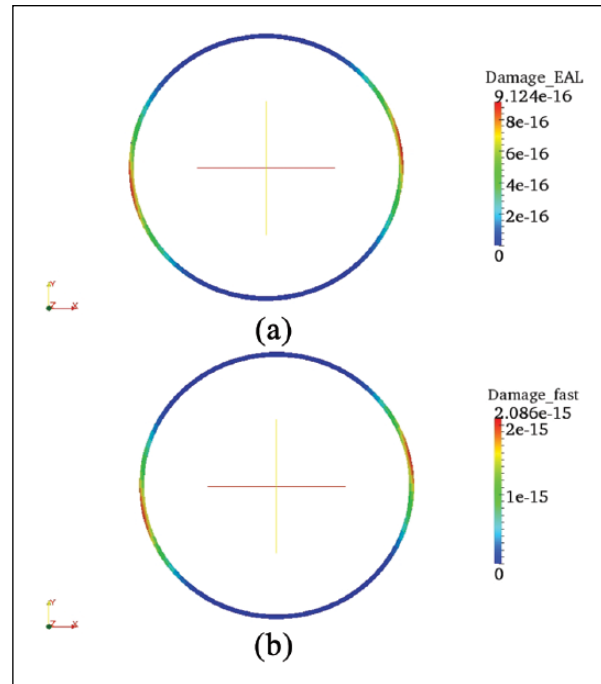 Damage_EAL
9.124e-16
8e-16
6e-16
4e-16
2e-16
0
Y
Z X
(a)
Damage_fast
2.086e-15
2e-15
1e-15
0
Y
Z X
(b)